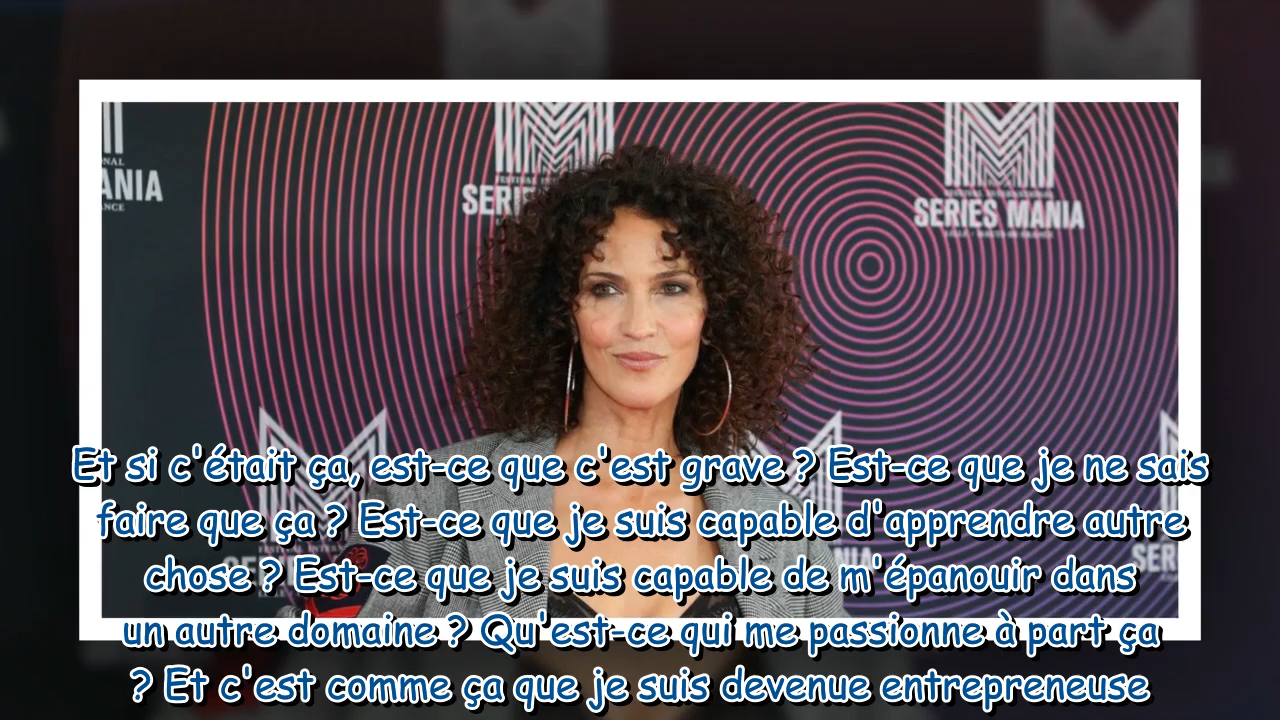 ANIA
SERIES MANIA
Et si c'était ça, est-ce que c'est grave ? Est-ce que je ne sais
faire que ça ? Est-ce que je suis capable d'apprendre autre
chose ? Est-ce que je suis capable de m'épanouir dans
un autre domaine ? Qu'est-ce qui me passionne à part ça
? Et c'est comme ça que je suis devenue entrepreneuse